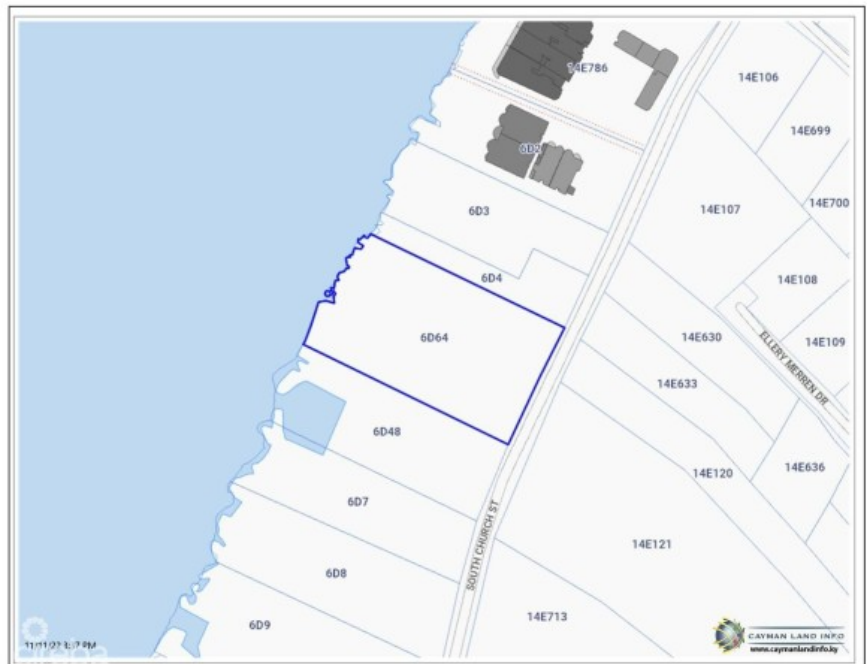 14E786
14E106
14E699
6D2
14E700
6D3
14E107
6D4
14E108
6D64
14E630
14E109
ELLERY MERREN DR
14E633
6D48
14E120
14E636
6D7
SOUTH CHURCH ST
14E121
6D8
14E713
6D9
CAYMAN LAND INFO
www.caymanlandinfo.ky